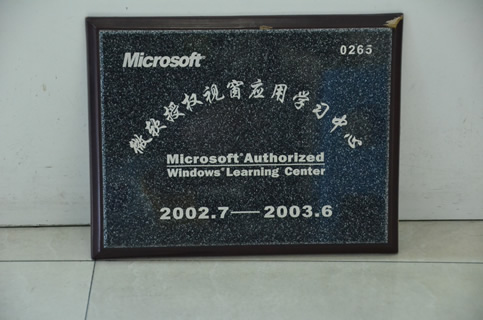 Microsoft®
0265
微软授权视窗应用学习中心
Microsoft® Authorized
Windows® Learning Center
2002.7——2003.6